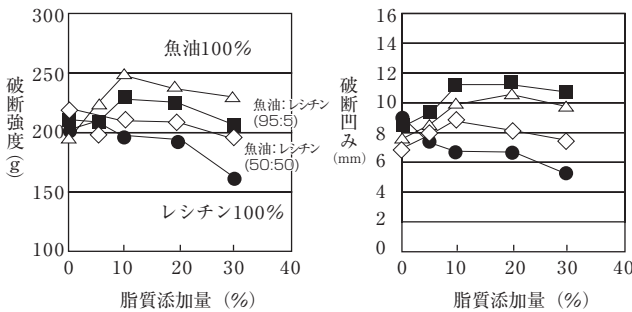 300
250
200
150
100
破断強度
(g)
魚油100%
魚油:レシチン
(95:5)
魚油:レシチン
(50:50)
レシチン100%
0 10 20 30 40
脂質添加量(%)
16
14
12
10
8
6
4
2
0
破断凹み
(mm)
0 10 20 30 40
脂質添加量(%)